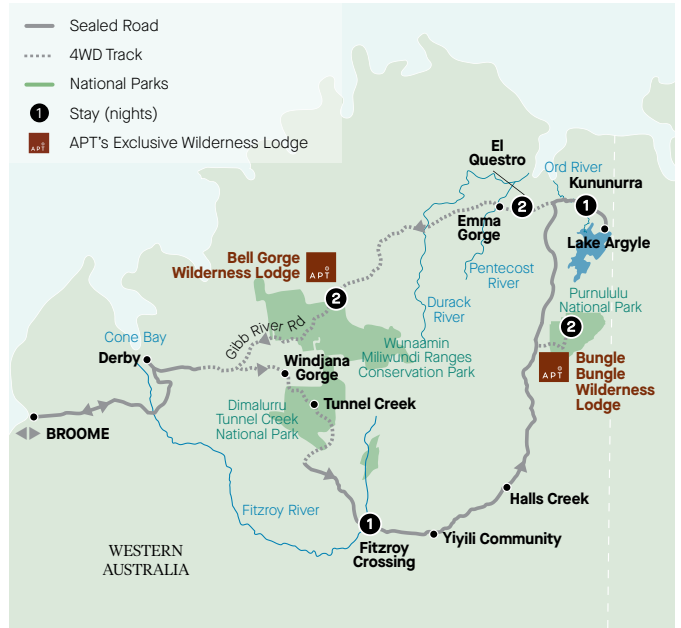 Sealed Road
4WD Track
National Parks
1 Stay (nights)
APT APT's Exclusive Wilderness Lodge
El
Questro
Ord River
Kununurra
2
1
Emma
Gorge
Lake Argyle
Bell Gorge
Wilderness Lodge
APT
Pentecost
River
Purnululu
National Park
2
Durack
River
2
Gibb River Rd
Cone Bay
Derby
Wunaamin
Miliwundi Ranges
Conservation Park
Windjana
Gorge
APT
Bungle
Bungle
Wilderness
Lodge
Dimalurru
Tunnel Creek
National Park
Tunnel Creek
BROOME
Halls Creek
Fitzroy River
1
Fitzroy
Crossing
Yiyili Community
WESTERN
AUSTRALIA